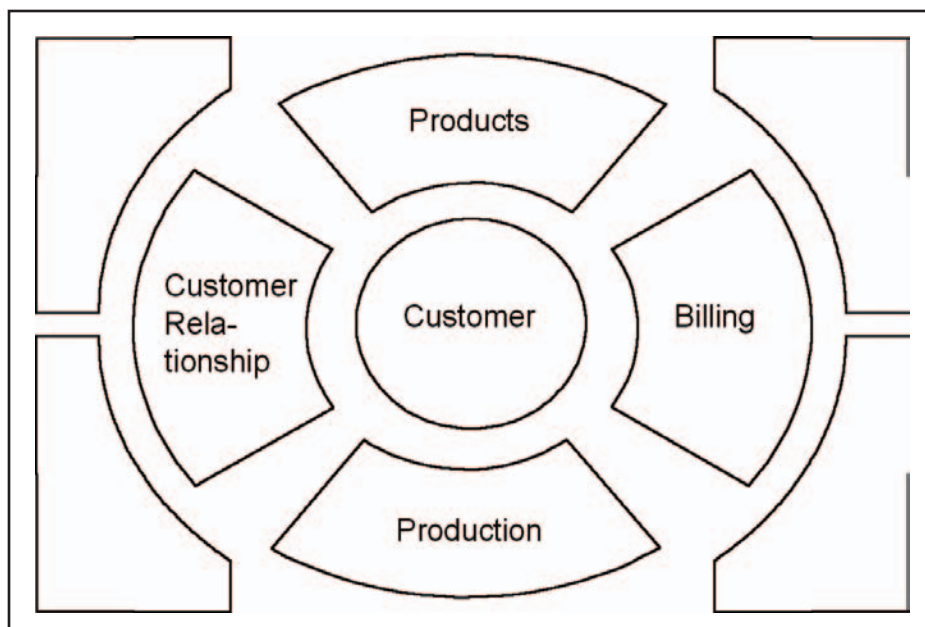 Products
Customer
Rela-
tionship
Customer
Billing
Production